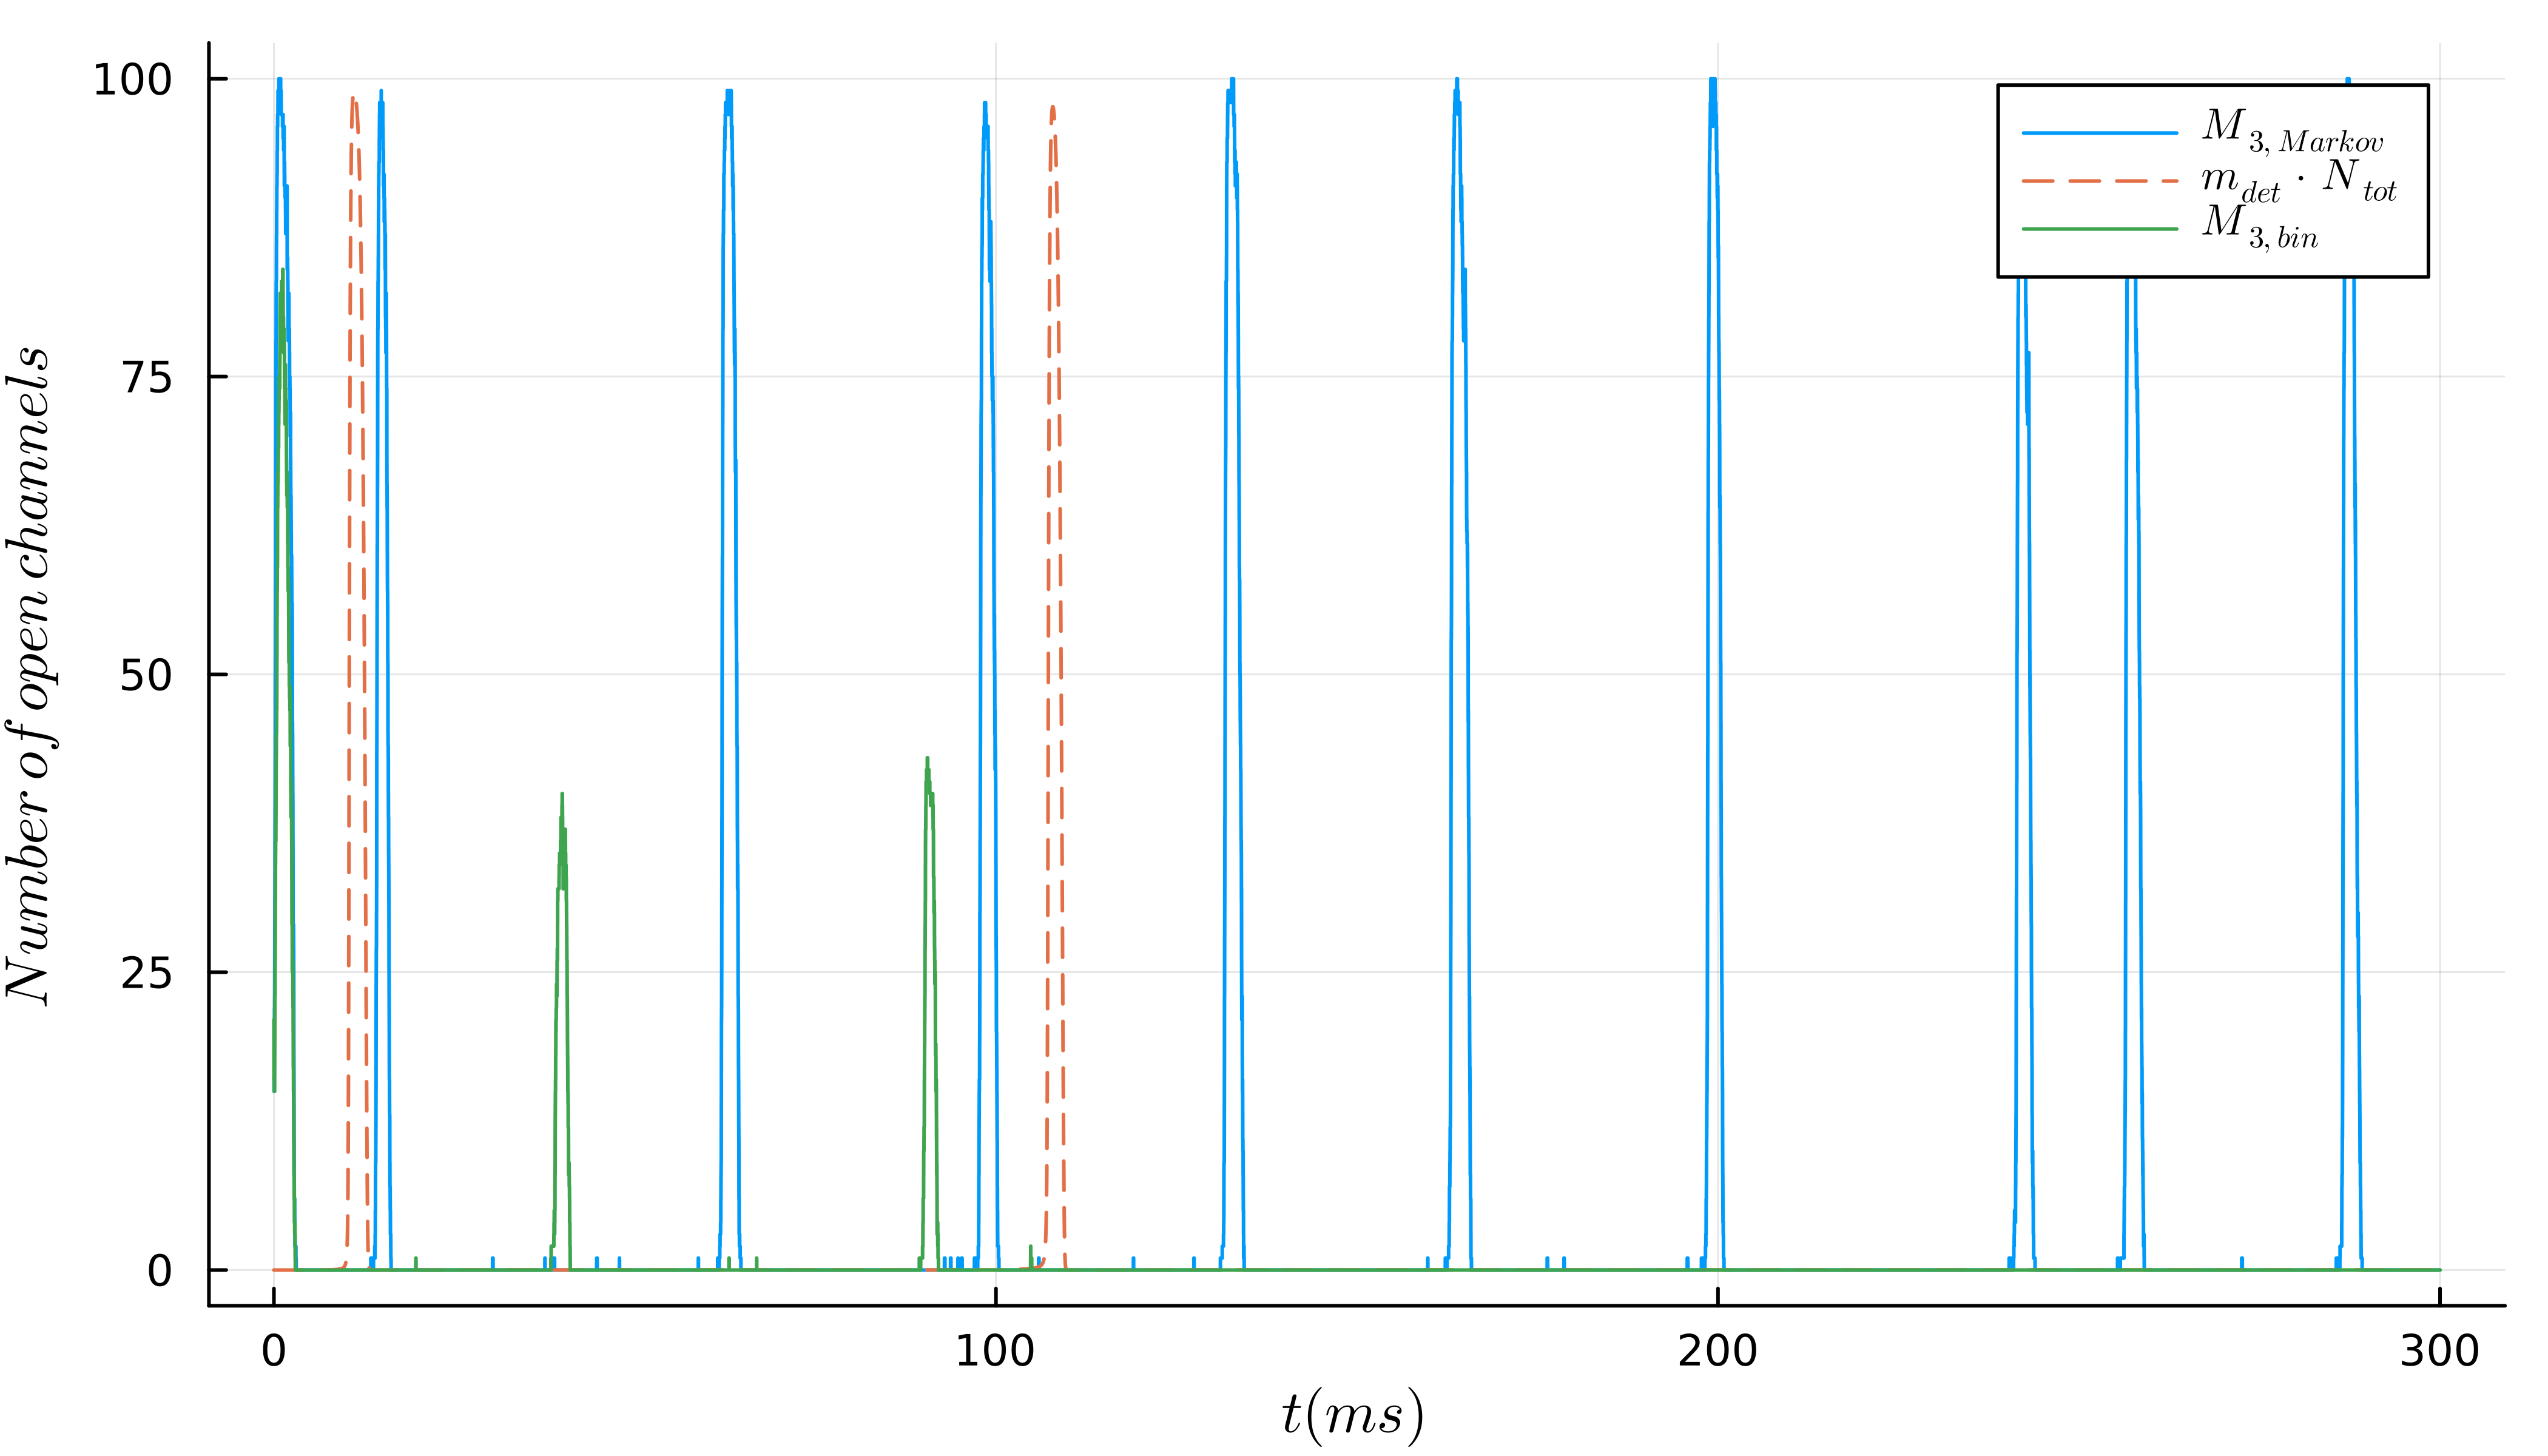 100
75
50
25
0
Number of open channels
M3, Markov
mdet · Ntot
M3, bin
0 100 200 300
t(ms)